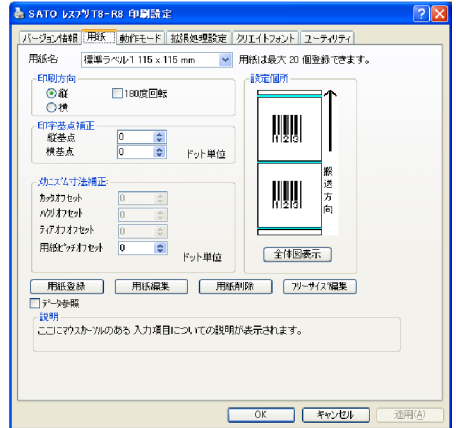 SATO ﾚｽﾌﾟﾘ T8-R8 印刷設定
バージョン情報 用紙 動作モード 拡張処理設定 クリエイトフォント ユーティリティ
用紙名 標準ラベル1 115 x 115 mm 用紙は最大 20 個登録できます。
印刷方向
縦 180度回転
横
印字基点補正
縦基点 0
横基点 0 ドット単位
メカニズム寸法補正
カッタオフセット 0
ハクリオフセット 0
ティアオフオフセット 0
用紙ピッチオフセット 0
ドット単位
設定個所
123
123
搬送方向
全体図表示
用紙登録 用紙編集 用紙削除 フリーサイズ編集
データ参照
説明
ここにマウスカーソルのある 入力項目についての説明が表示されます。
OK キャンセル 適用(A)